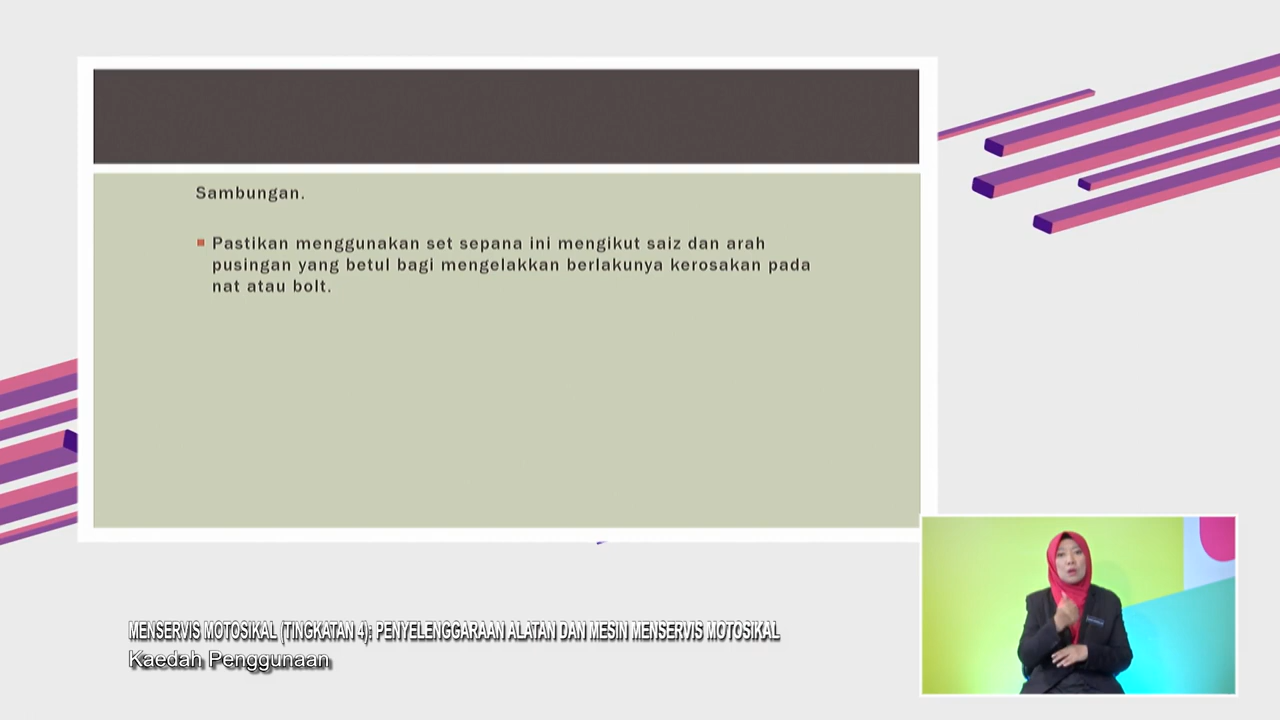 Sambungan.
Pastikan menggunakan set sepana ini mengikut saiz dan arah
pusingan yang betul bagi mengelakkan berlakunya kerosakan pada
nat atau bolt.
MENSERVIS MOTOSIKAL (TINGKATAN 4): PENYELENGGARAAN ALATAN DAN MESIN MENSERVIS MOTOSIKAL
Kaedah Penggunaan